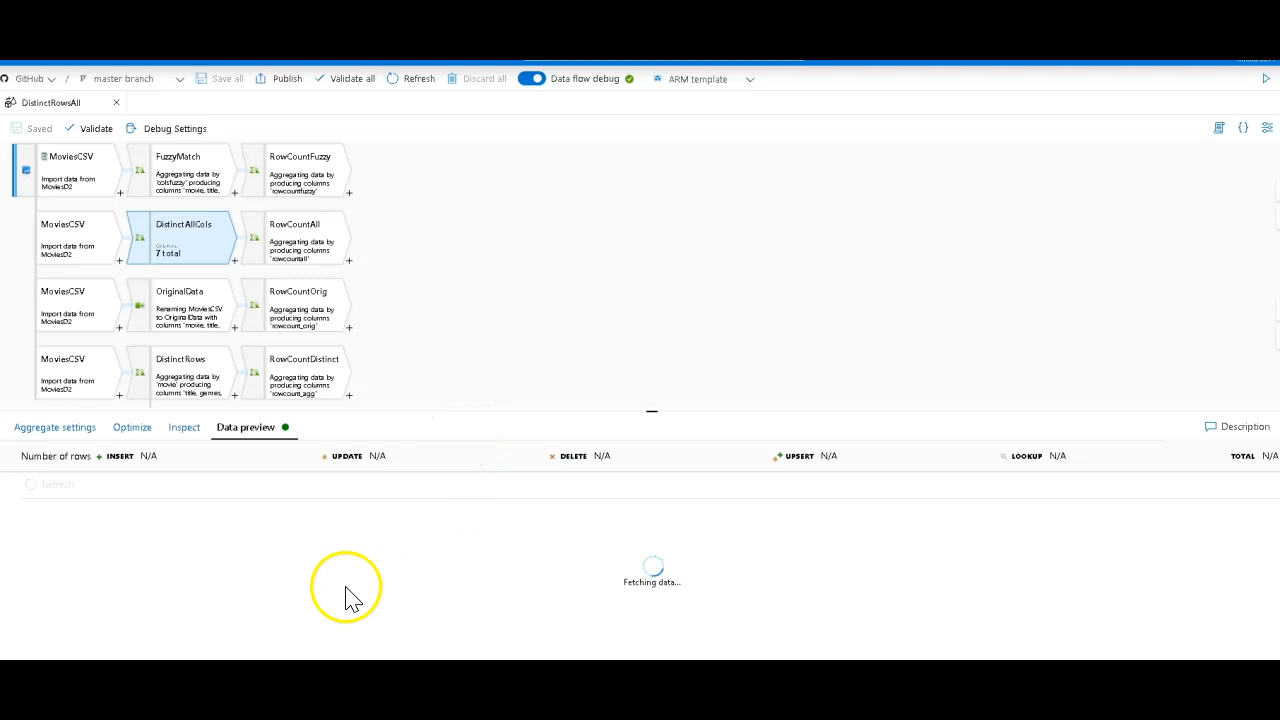 GitHub / master branch Save all Publish Validate all Refresh Discard all Data flow debug ARM template
DistinctRowsAll
Saved Validate Debug Settings
MoviesCSV
Import data from
MoviesD2
FuzzyMatch
Aggregating data by
'colsfuzzy' producing
columns 'movie, title,
RowCountFuzzy
Aggregating data by
producing columns
'rowcountfuzzy'
MoviesCSV
Import data from
MoviesD2
DistinctAllCols
Columns:
7 total
RowCountAll
Aggregating data by
producing columns
'rowcountall'
MoviesCSV
Import data from
MoviesD2
OriginalData
Renaming MoviesCSV
to OriginalData with
columns 'movie, title,
RowCountOrig
Aggregating data by
producing columns
'rowcount_orig'
MoviesCSV
Import data from
MoviesD2
DistinctRows
Aggregating data by
'movie' producing
columns 'title, genres,
RowCountDistinct
Aggregating data by
producing columns
'rowcount_agg'
Aggregate settings Optimize Inspect Data preview Description
Number of rows + INSERT N/A UPDATE N/A DELETE N/A UPSERT N/A LOOKUP N/A TOTAL N/A
Refresh
Fetching data...